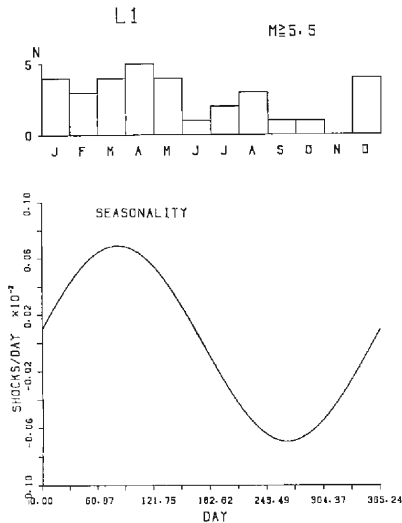 L1
M≧5.5
N
5
0
J F M A M J J A S O N D
SEASONALITY
SHOCKS/DAY ×10⁻²
0.10
0.06
0.02
-0.02
-0.06
-0.10
0.00 60.87 121.75 182.62 243.49 304.37 365.24
DAY